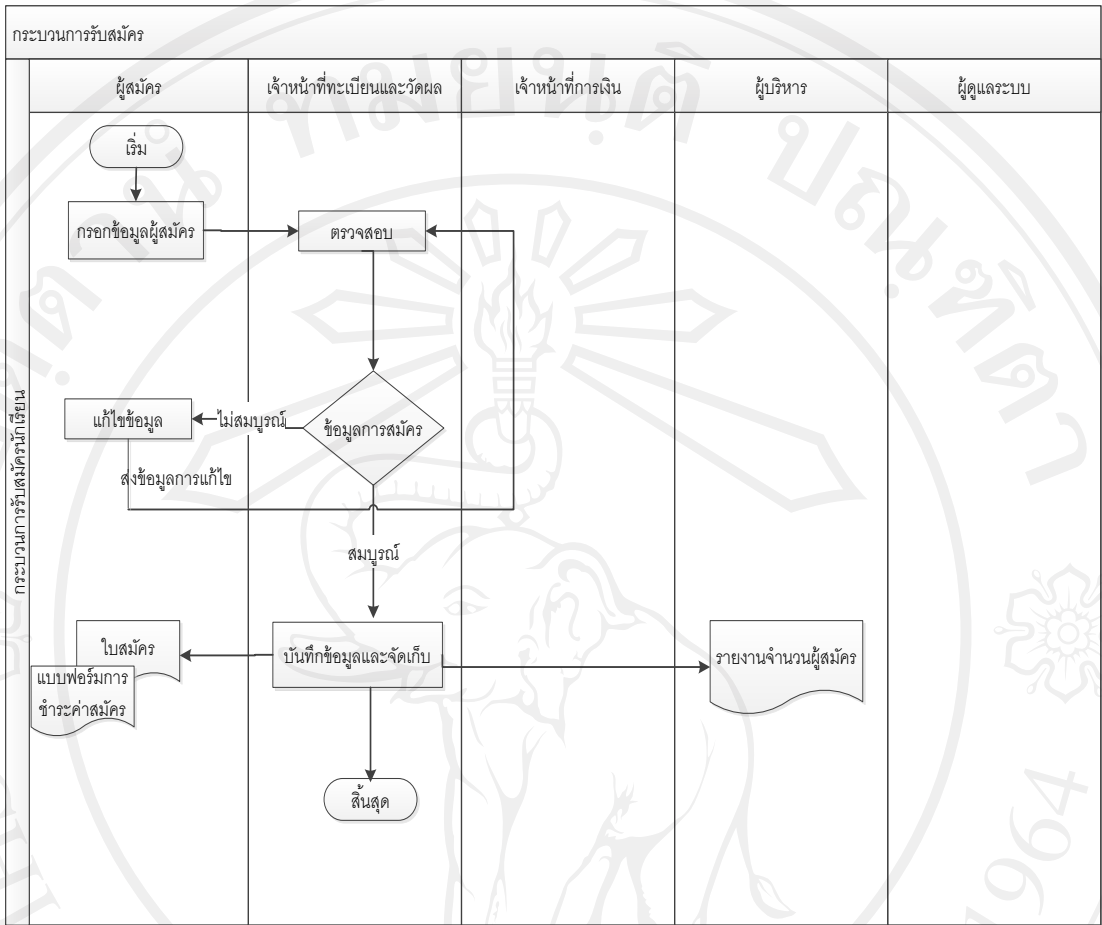 กระบวนการรับสมัคร
ผู้สมัคร
เจ้าหน้าที่ทะเบียนและวัดผล
เจ้าหน้าที่การเงิน
ผู้บริหาร
ผู้ดูแลระบบ
กระบวนการรับสมัครนักเรียน
เริ่ม
กรอกข้อมูลผู้สมัคร
ตรวจสอบ
แก้ไขข้อมูล
ไม่สมบูรณ์
ข้อมูลการสมัคร
ส่งข้อมูลการแก้ไข
สมบูรณ์
ใบสมัคร
แบบฟอร์มการ
ชำระค่าสมัคร
บันทึกข้อมูลและจัดเก็บ
รายงานจำนวนผู้สมัคร
สิ้นสุด
1964